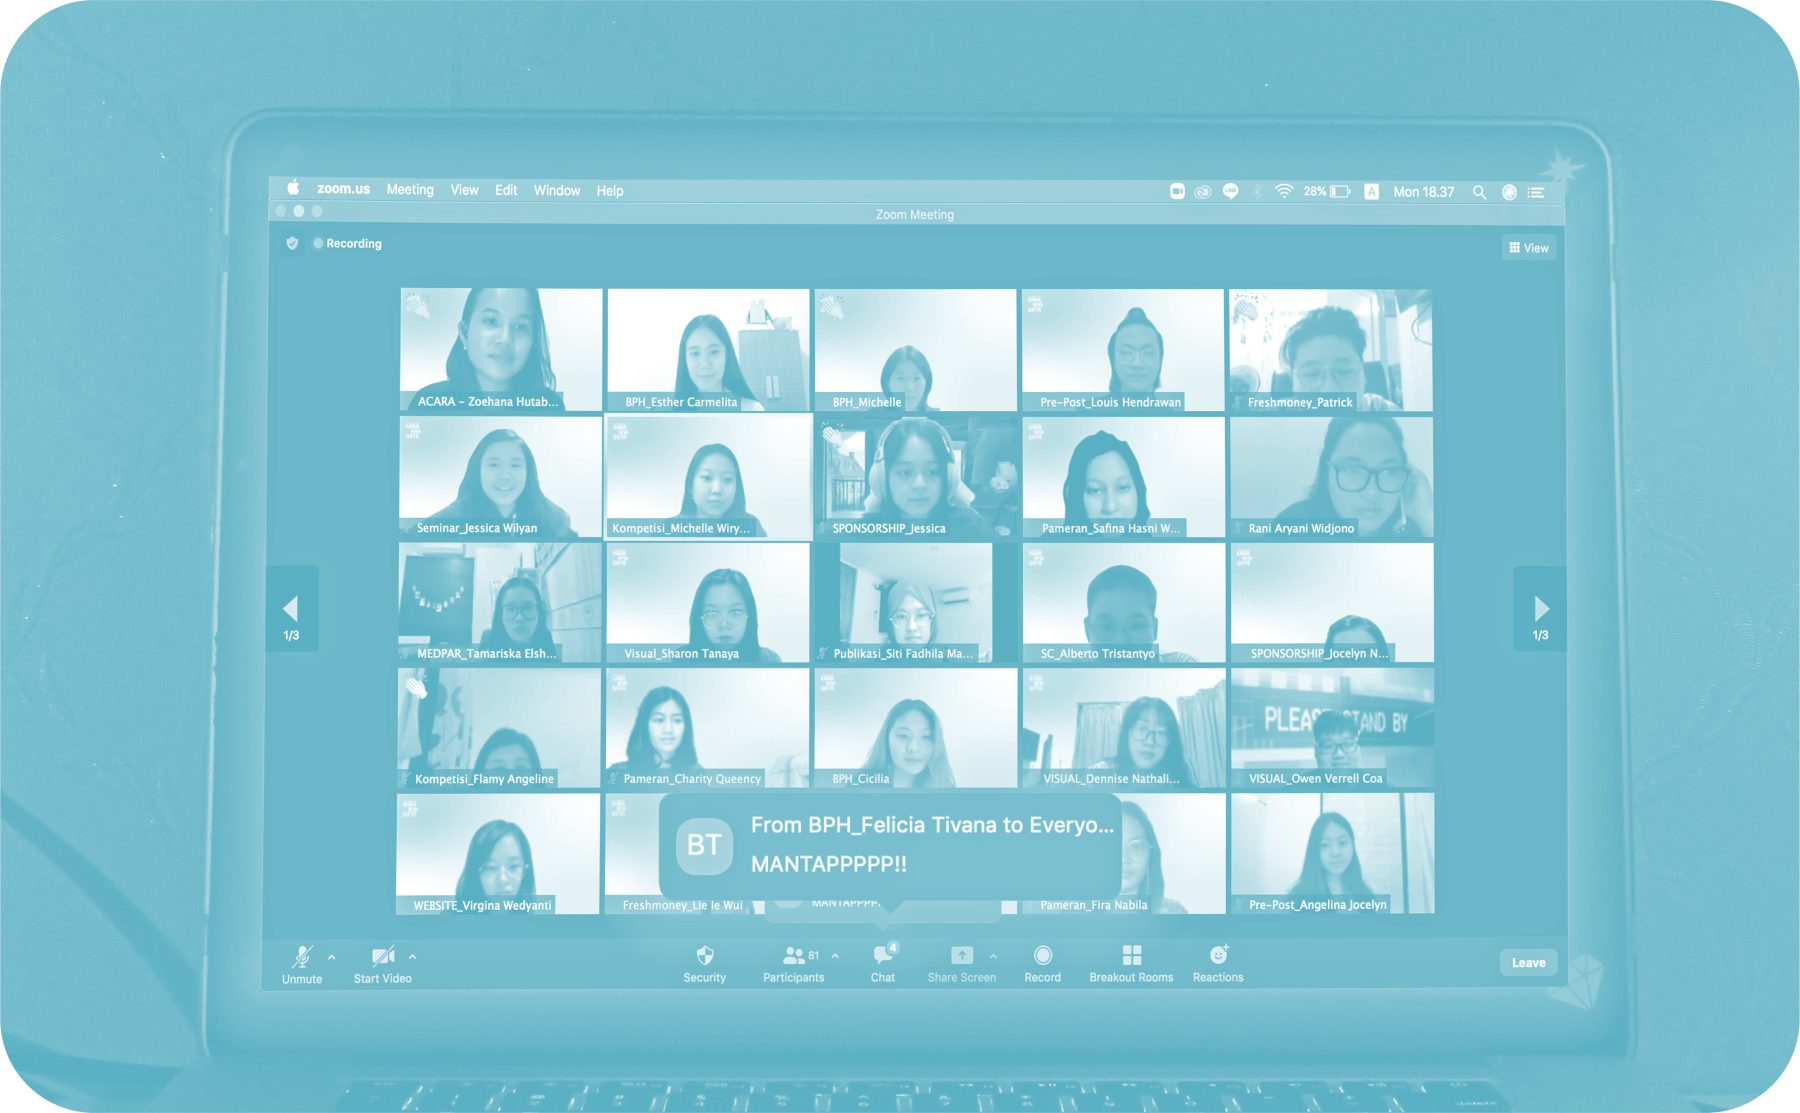 zoom.us Meeting View Edit Window Help
28% A Mon 18.37
Zoom Meeting
Recording
View
ACARA – Zoehana Hutab...
BPH_Esther Carmelita
BPH_Michelle
Pre-Post_Louis Hendrawan
Freshmoney_Patrick
Seminar_Jessica Wilyan
Kompetisi_Michelle Wiry...
SPONSORSHIP_Jessica
Pameran_Safina Hasni W...
Rani Aryani Widjono
1/3
1/3
MEDPAR_Tamariska Elsh...
Visual_Sharon Tanaya
Publikasi_Siti Fadhila Ma...
SC_Alberto Tristantyo
SPONSORSHIP_Jocelyn N...
PLEASE STAND BY
Kompetisi_Flamy Angeline
Pameran_Charity Queency
BPH_Cicilia
VISUAL_Dennise Nathali...
VISUAL_Owen Verrell Coa
From BPH_Felicia Tivana to Everyo...
BT
MANTAPPPPP!!
WEBSITE_Virgina Wedyanti
Freshmoney_Lie Ie Wui
MANTAPPPP.
Pameran_Fira Nabila
Pre-Post_Angelina Jocelyn
Unmute
Start Video
Security
Participants 81
Chat 4
Share Screen
Record
Breakout Rooms
Reactions
Leave